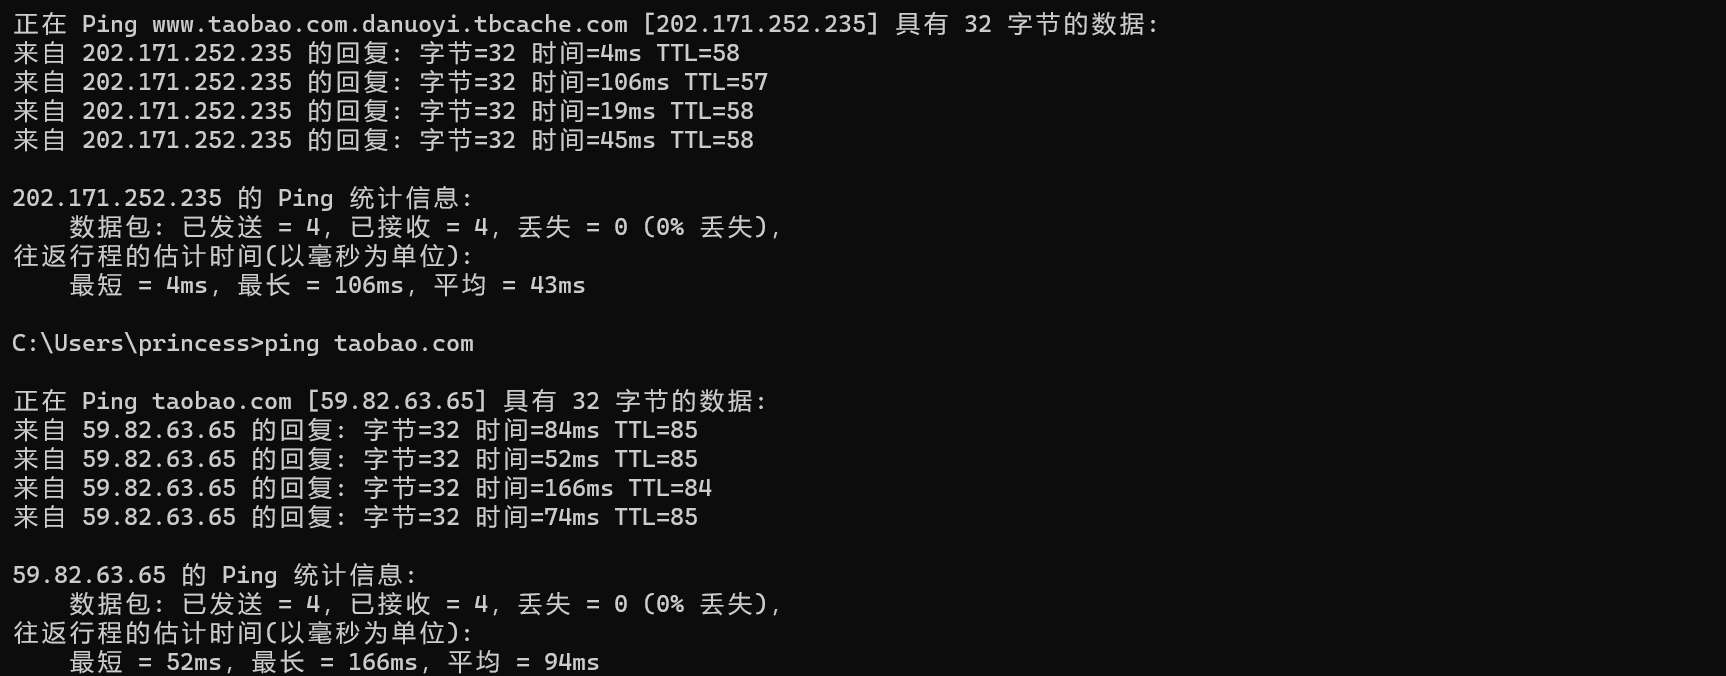 正在 Ping www.taobao.com.danuoyi.tbcache.com [202.171.252.235] 具有 32 字节的数据:
来自 202.171.252.235 的回复: 字节=32 时间=4ms TTL=58
来自 202.171.252.235 的回复: 字节=32 时间=106ms TTL=57
来自 202.171.252.235 的回复: 字节=32 时间=19ms TTL=58
来自 202.171.252.235 的回复: 字节=32 时间=45ms TTL=58
202.171.252.235 的 Ping 统计信息:
数据包: 已发送 = 4, 已接收 = 4, 丢失 = 0 (0% 丢失),
往返行程的估计时间(以毫秒为单位):
最短 = 4ms, 最长 = 106ms, 平均 = 43ms
C:\Users\princess>ping taobao.com
正在 Ping taobao.com [59.82.63.65] 具有 32 字节的数据:
来自 59.82.63.65 的回复: 字节=32 时间=84ms TTL=85
来自 59.82.63.65 的回复: 字节=32 时间=52ms TTL=85
来自 59.82.63.65 的回复: 字节=32 时间=166ms TTL=84
来自 59.82.63.65 的回复: 字节=32 时间=74ms TTL=85
59.82.63.65 的 Ping 统计信息:
数据包: 已发送 = 4, 已接收 = 4, 丢失 = 0 (0% 丢失),
往返行程的估计时间(以毫秒为单位):
最短 = 52ms, 最长 = 166ms, 平均 = 94ms